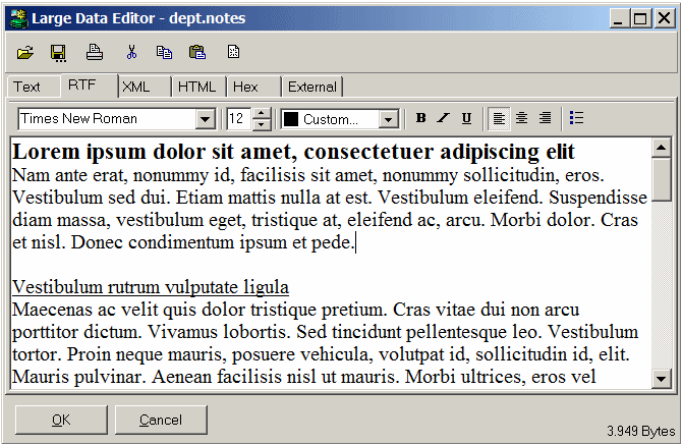 Large Data Editor - dept.notes
Text RTF XML HTML Hex External
Times New Roman 12 Custom... B I U
Lorem ipsum dolor sit amet, consectetuer adipiscing elit
Nam ante erat, nonummy id, facilisis sit amet, nonummy sollicitudin, eros.
Vestibulum sed dui. Etiam mattis nulla at est. Vestibulum eleifend. Suspendisse
diam massa, vestibulum eget, tristique at, eleifend ac, arcu. Morbi dolor. Cras
et nisl. Donec condimentum ipsum et pede.
Vestibulum rutrum vulputate ligula
Maecenas ac velit quis dolor tristique pretium. Cras vitae dui non arcu
porttitor dictum. Vivamus lobortis. Sed tincidunt pellentesque leo. Vestibulum
tortor. Proin neque mauris, posuere vehicula, volutpat id, sollicitudin id, elit.
Mauris pulvinar. Aenean facilisis nisl ut mauris. Morbi ultrices, eros vel
OK Cancel
3.949 Bytes